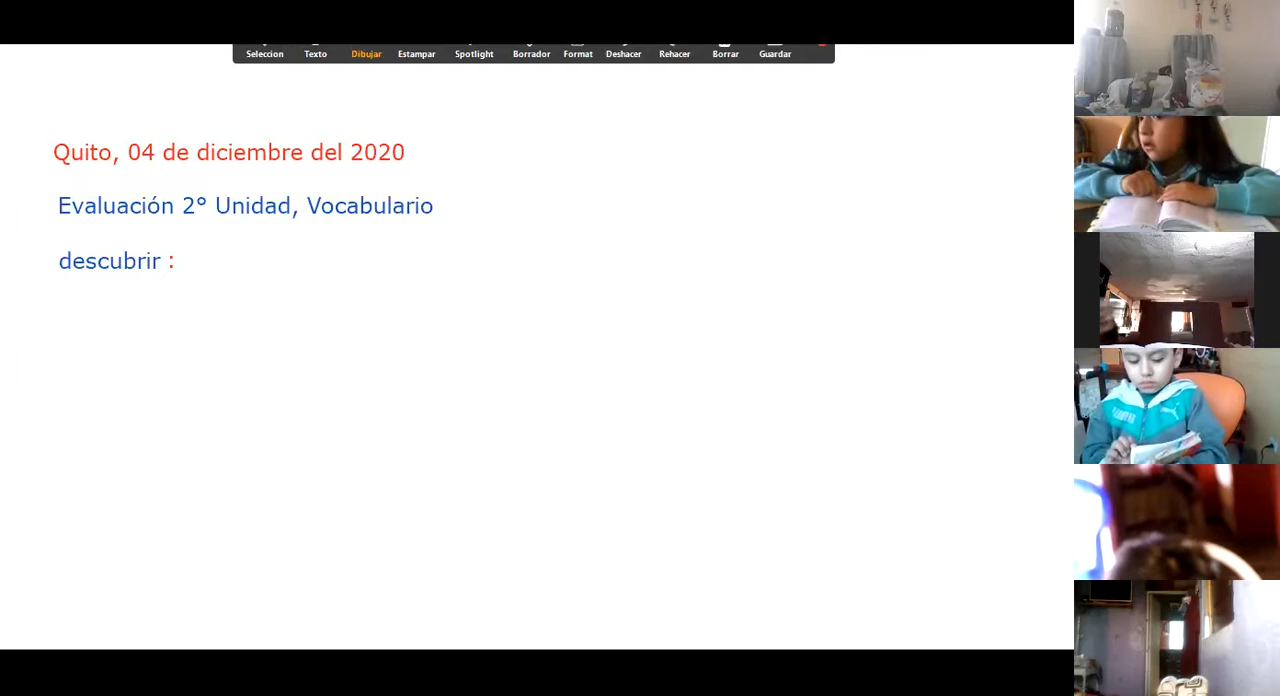 Seleccion Texto Dibujar Estampar Spotlight Borrador Format Deshacer Rehacer Borrar Guardar
Quito, 04 de diciembre del 2020
Evaluación 2° Unidad, Vocabulario
descubrir :